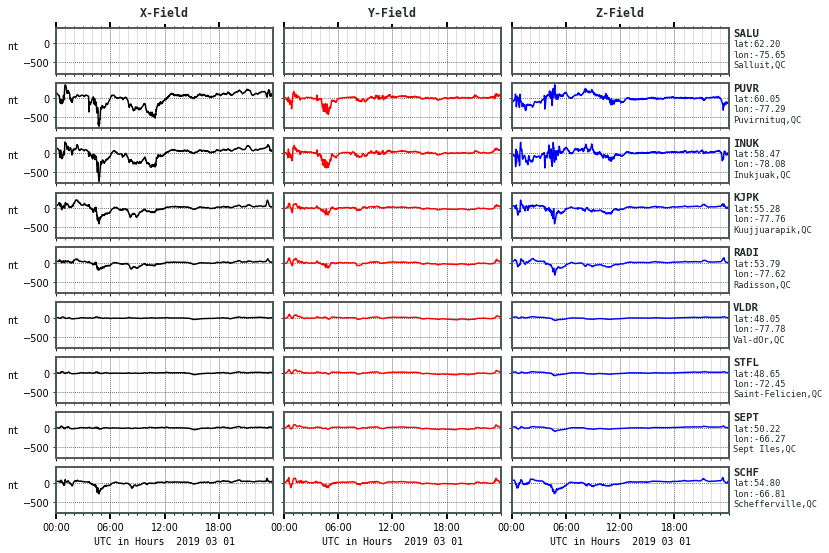 X-Field Y-Field Z-Field
nt 0 -500 SALU
lat:62.20
lon:-75.65
Salluit,QC
nt 0 -500 PUVR
lat:60.05
lon:-77.29
Puvirnituq,QC
nt 0 -500 INUK
lat:58.47
lon:-78.08
Inukjuak,QC
nt 0 -500 KJPK
lat:55.28
lon:-77.76
Kuujjuarapik,QC
nt 0 -500 RADI
lat:53.79
lon:-77.62
Radisson,QC
nt 0 -500 VLDR
lat:48.05
lon:-77.78
Val-dOr,QC
nt 0 -500 STFL
lat:48.65
lon:-72.45
Saint-Felicien,QC
nt 0 -500 SEPT
lat:50.22
lon:-66.27
Sept Iles,QC
nt 0 -500 SCHF
lat:54.80
lon:-66.81
Schefferville,QC
00:00 06:00 12:00 18:00 00:00 06:00 12:00 18:00 00:00 06:00 12:00 18:00
UTC in Hours 2019 03 01 UTC in Hours 2019 03 01 UTC in Hours 2019 03 01